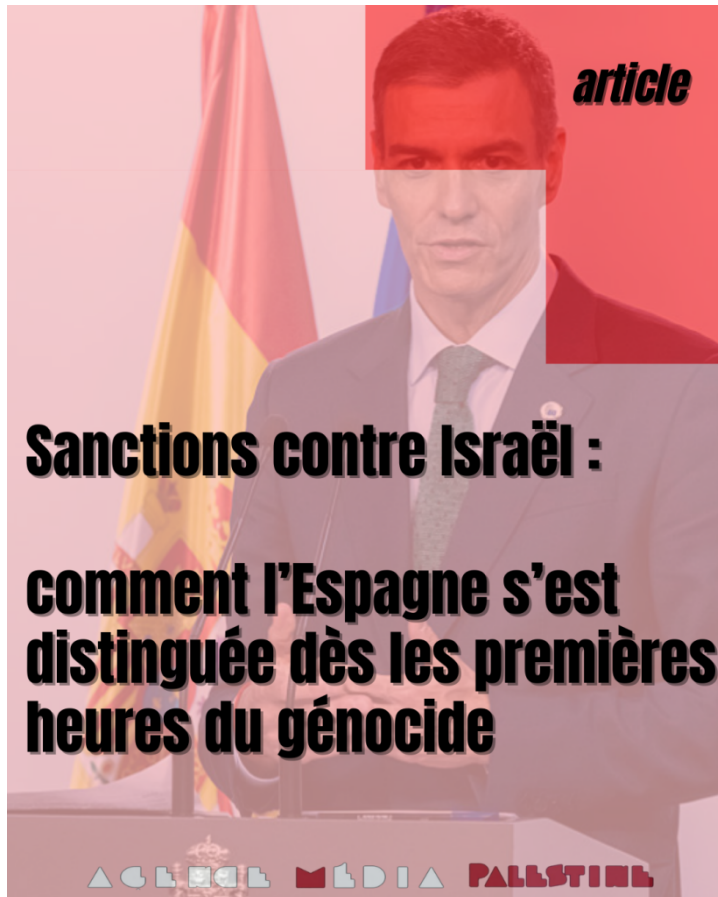 article
Sanctions contre Israël :
comment l’Espagne s’est
distinguée dès les premières
heures du génocide
AGENCE MÉDIA PALESTINE